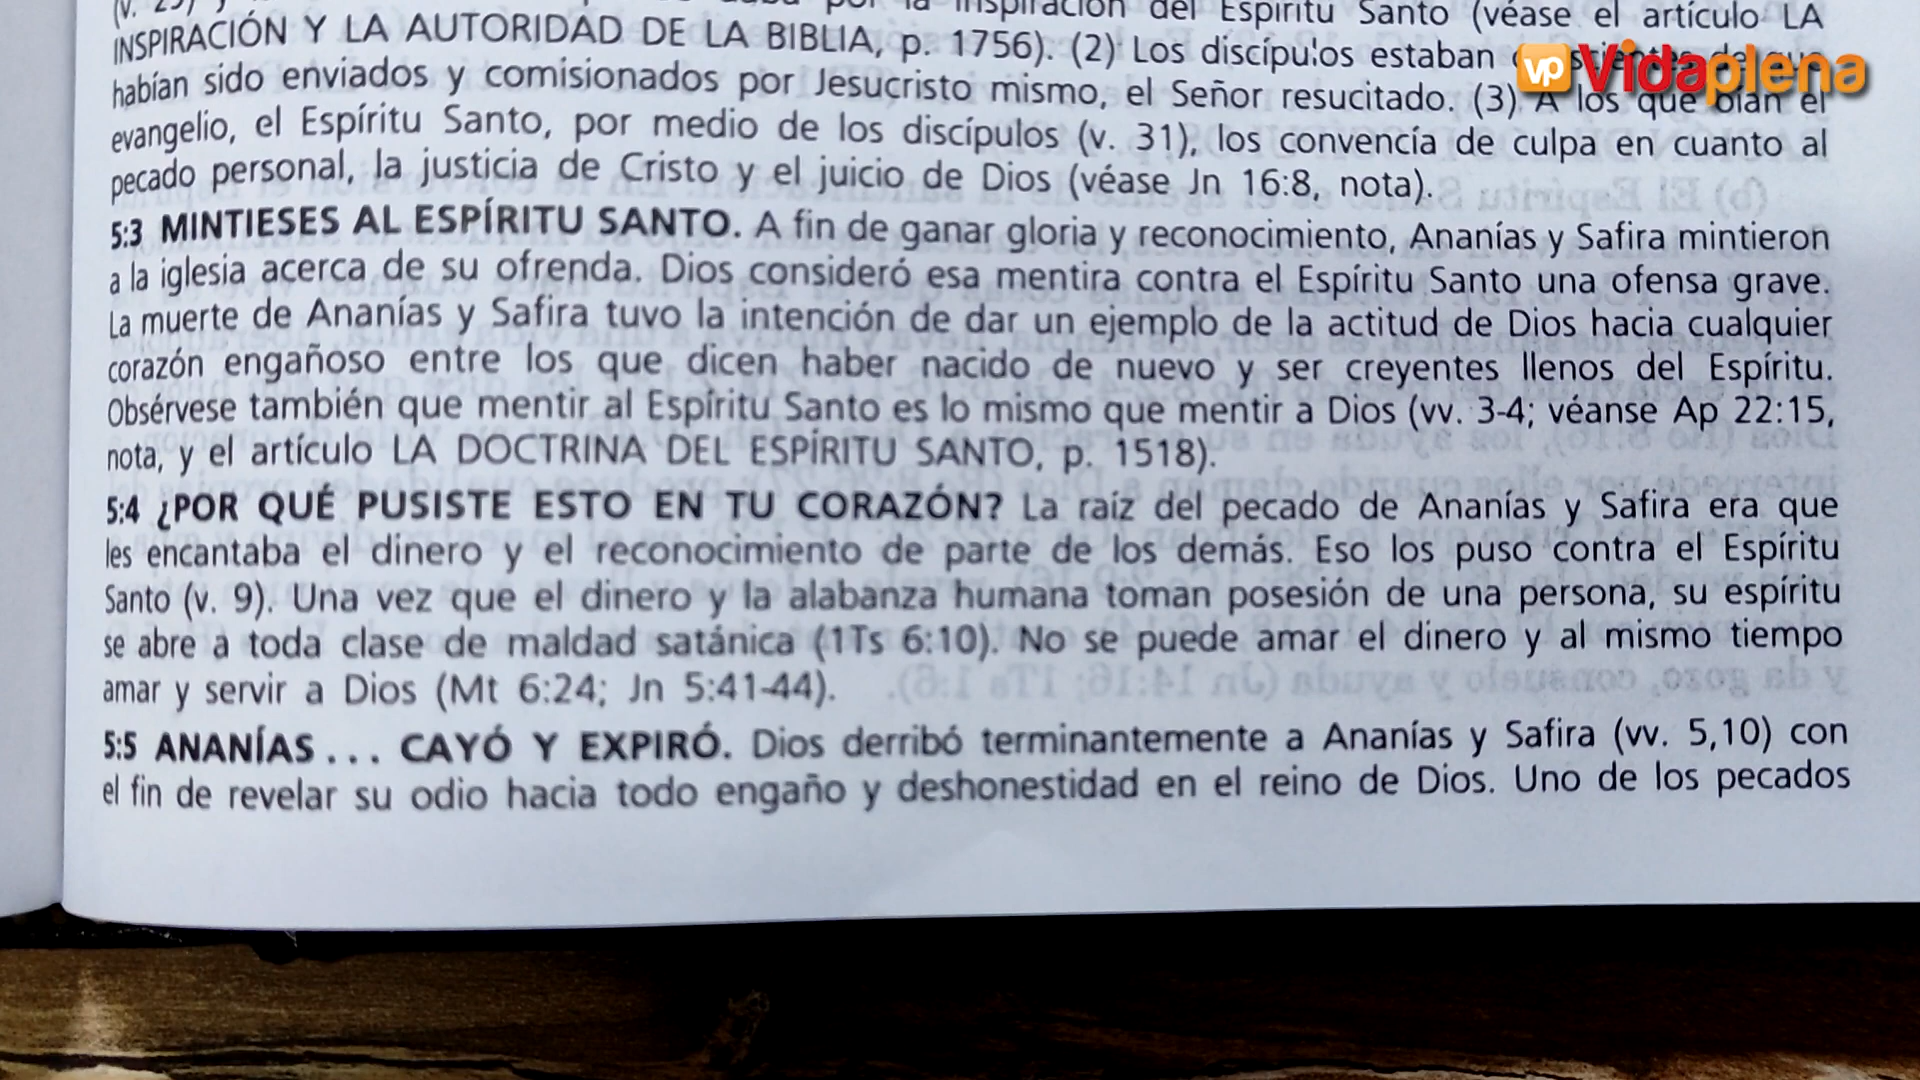 por la inspiración del Espíritu Santo (véase el artículo LA
INSPIRACIÓN Y LA AUTORIDAD DE LA BIBLIA, p. 1756). (2) Los discípulos estaban
habían sido enviados y comisionados por Jesucristo mismo, el Señor resucitado. (3) A los que oían el
evangelio, el Espíritu Santo, por medio de los discípulos (v. 31), los convencía de culpa en cuanto al
pecado personal, la justicia de Cristo y el juicio de Dios (véase Jn 16:8, nota).
5:3 MINTIESES AL ESPÍRITU SANTO. A fin de ganar gloria y reconocimiento, Ananías y Safira mintieron
a la iglesia acerca de su ofrenda. Dios consideró esa mentira contra el Espíritu Santo una ofensa grave.
La muerte de Ananías y Safira tuvo la intención de dar un ejemplo de la actitud de Dios hacia cualquier
corazón engañoso entre los que dicen haber nacido de nuevo y ser creyentes llenos del Espíritu.
Obsérvese también que mentir al Espíritu Santo es lo mismo que mentir a Dios (vv. 3-4; véanse Ap 22:15,
nota, y el artículo LA DOCTRINA DEL ESPÍRITU SANTO, p. 1518).
5:4 ¿POR QUÉ PUSISTE ESTO EN TU CORAZÓN? La raíz del pecado de Ananías y Safira era que
les encantaba el dinero y el reconocimiento de parte de los demás. Eso los puso contra el Espíritu
Santo (v. 9). Una vez que el dinero y la alabanza humana toman posesión de una persona, su espíritu
se abre a toda clase de maldad satánica (1Ts 6:10). No se puede amar el dinero y al mismo tiempo
amar y servir a Dios (Mt 6:24; Jn 5:41-44).
5:5 ANANÍAS... CAYÓ Y EXPIRÓ. Dios derribó terminantemente a Ananías y Safira (vv. 5,10) con
el fin de revelar su odio hacia todo engaño y deshonestidad en el reino de Dios. Uno de los pecados
vp Vidaplena